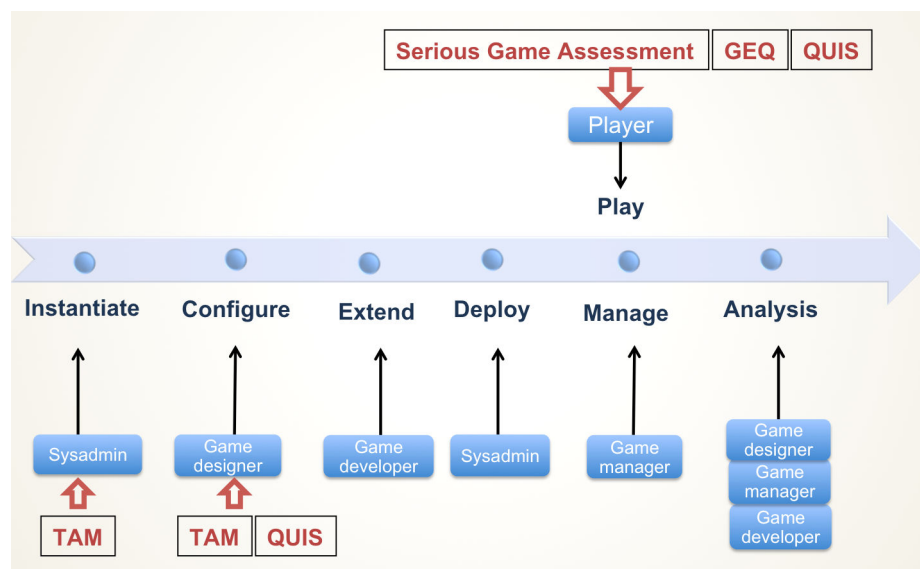 Serious Game Assessment GEQ QUIS
Player
Play
Instantiate Configure Extend Deploy Manage Analysis
Sysadmin
Game
designer
Game
developer
Sysadmin
Game
manager
Game
designer
Game
manager
Game
developer
TAM
TAM QUIS